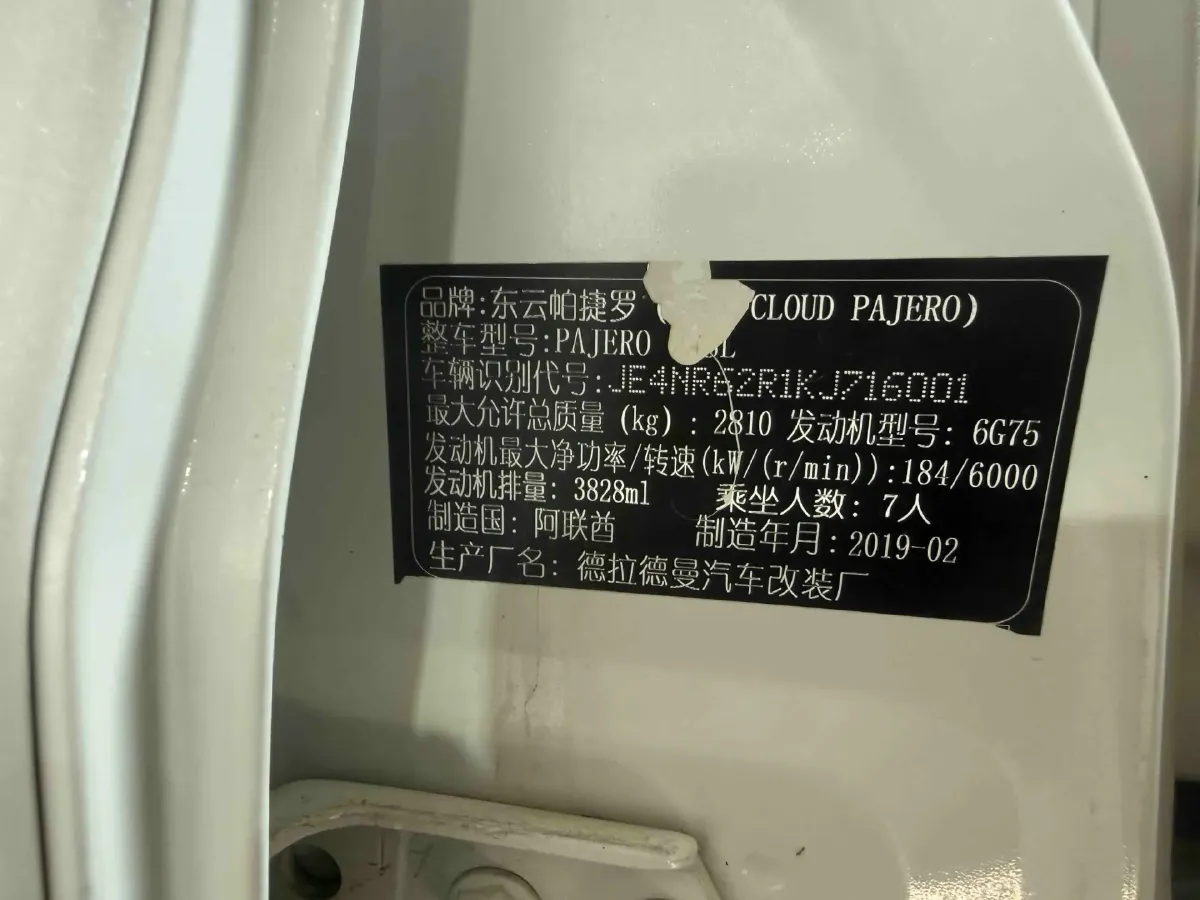 品牌:东云帕捷罗 ( CLOUD PAJERO)
整车型号:PAJERO
车辆识别代号:JE4NR62R1KJ716001
最大允许总质量 (kg) : 2810 发动机型号: 6G75
发动机最大净功率/转速(kW/(r/min)):184/6000
发动机排量: 3828ml 乘坐人数: 7人
制造国: 阿联酋 制造年月: 2019-02
生产厂名: 德拉德曼汽车改装厂